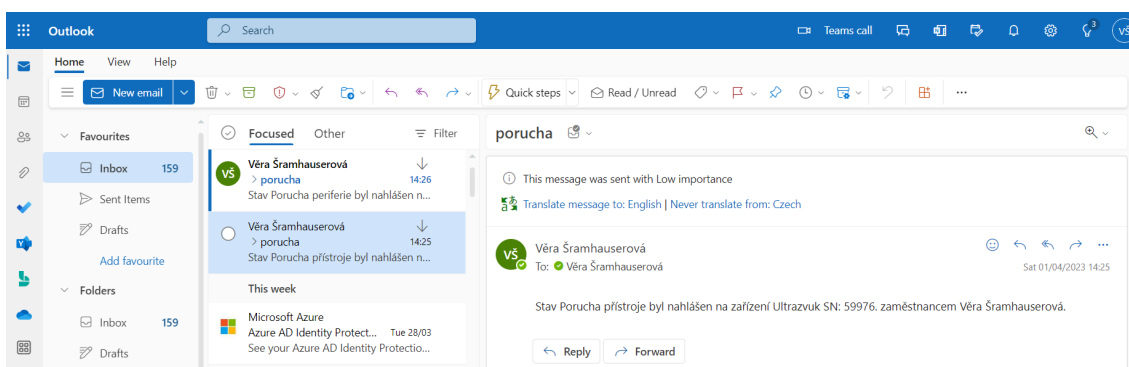 Outlook
Search
Teams call
3
VŠ
Home View Help
New email
Quick steps
Read / Unread
Favourites
Inbox 159
Sent Items
Drafts
Add favourite
Folders
Inbox 159
Drafts
Focused Other Filter
VŠ
Věra Šramhauserová
> porucha 14:26
Stav Porucha periferie byl nahlášen n...
Věra Šramhauserová
> porucha 14:25
Stav Porucha přístroje byl nahlášen n...
This week
Microsoft Azure
Azure AD Identity Protect... Tue 28/03
See your Azure AD Identity Protectio...
porucha
This message was sent with Low importance
Translate message to: English | Never translate from: Czech
VŠ
Věra Šramhauserová
To: Věra Šramhauserová
Sat 01/04/2023 14:25
Stav Porucha přístroje byl nahlášen na zařízení Ultrazvuk SN: 59976. zaměstnancem Věra Šramhauserová.
Reply
Forward